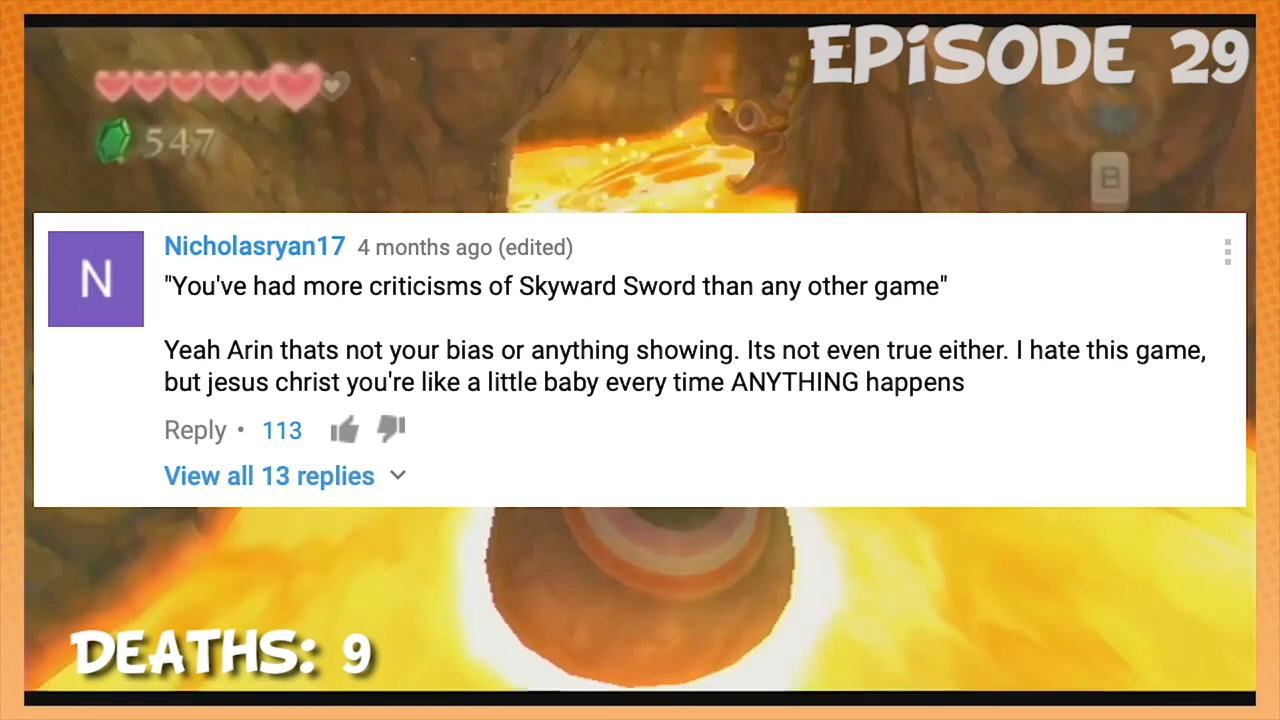 EPiSODE 29
547
B
N
Nicholasryan17 4 months ago (edited)
"You've had more criticisms of Skyward Sword than any other game"
Yeah Arin thats not your bias or anything showing. Its not even true either. I hate this game,
but jesus christ you're like a little baby every time ANYTHING happens
Reply • 113
View all 13 replies
DEATHS: 9